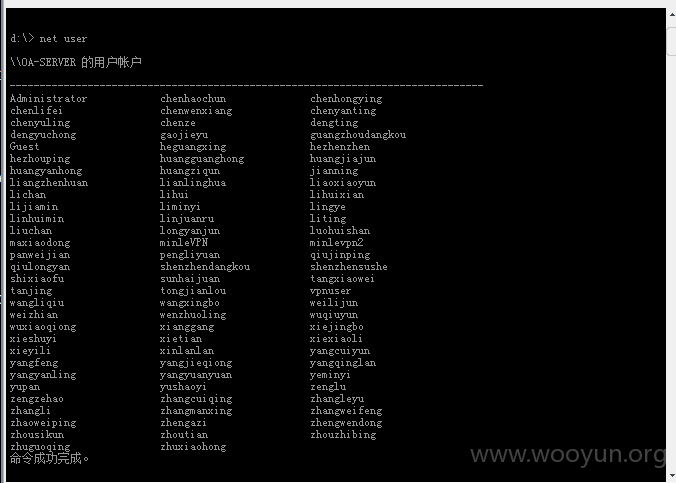 d:\> net user
\\OA-SERVER 的用户帐户
-------------------------------------------------------------------------------
Administrator chenhaochun chenhongying
chenlifei chenwenxiang chenyanting
chenyuling chenze dengting
dengyuchong gaojieyu guangzhoudangkou
Guest heguangxing hezhenzhen
hezhouping huangguanghong huangjiajun
huangyanhong huangziqun jianning
liangzhenhuan lianlinghua liaoxiaoyun
lichan lihui lihuixian
lijiamin liminyi lingye
linhuimin linjuanru liting
liuchan longyanjun luohuishan
maxiaodong minleVPN minlevpn2
panweijian pengliyuan qiujinping
qiulongyan shenzhendangkou shenzhensushe
shixiaofu sunhaijuan tangxiaowei
tanjing tongjianlou vpnuser
wangliqiu wangxingbo weilijun
weizhian wenzhuoling wuqiuyun
wuxiaoqiong xianggang xiejingbo
xieshuyi xietian xiexiaoli
xieyili xinlanlan yangcuiyun
yangfeng yangjieqiong yangqinglan
yangyanling yangyuanyuan yeminyi
yupan yushaoyi zenglu
zengzehao zhangcuiqing zhangleyu
zhangli zhangmanxing zhangweifeng
zhaoweiping zhengazi zhengwendong
zhousikun zhoutian zhouzhibing
zhuguoqing zhuxiaohong
命令成功完成。
www.wooyun.org